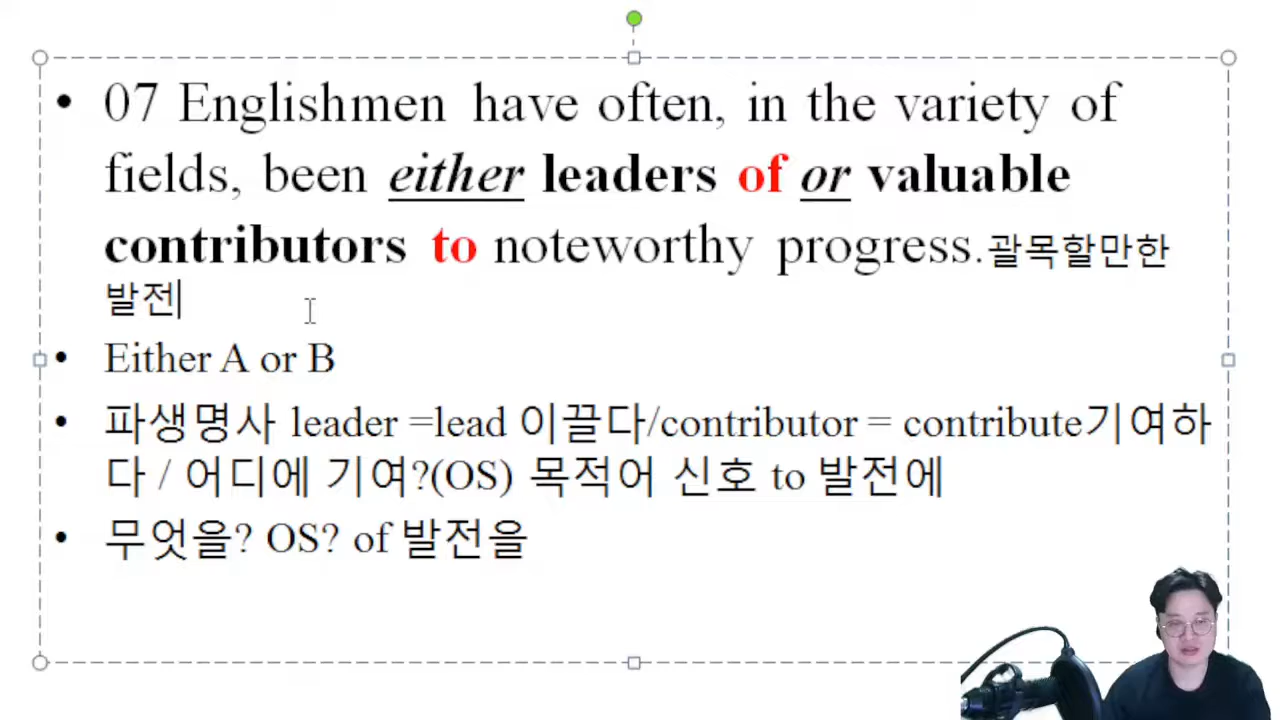 • 07 Englishmen have often, in the variety of
fields, been either leaders of or valuable
contributors to noteworthy progress.괄목할만한
발전
• Either A or B
• 파생명사 leader =lead 이끌다/contributor = contribute기여하
다 / 어디에 기여?(OS) 목적어 신호 to 발전에
• 무엇을? OS? of 발전을